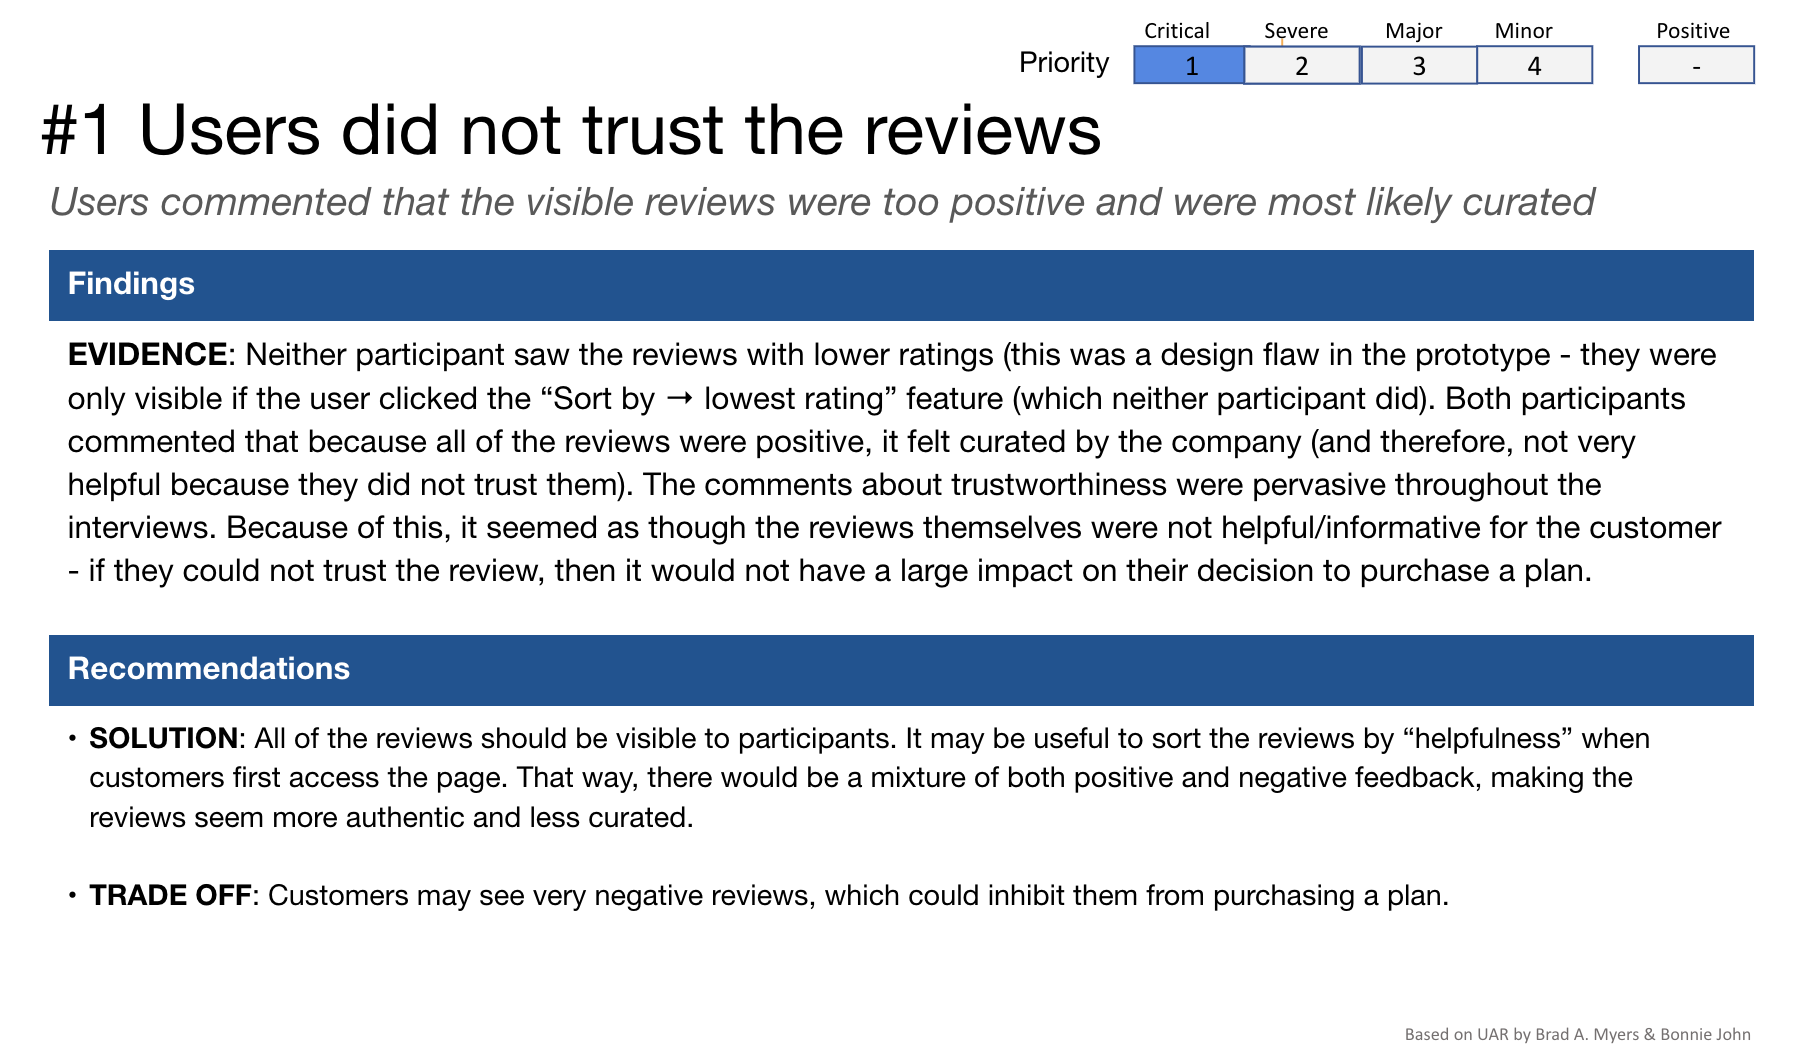 Critical Severe Major Minor Positive
Priority 1 2 3 4 -
#1 Users did not trust the reviews
Users commented that the visible reviews were too positive and were most likely curated
Findings
EVIDENCE: Neither participant saw the reviews with lower ratings (this was a design flaw in the prototype - they were
only visible if the user clicked the “Sort by → lowest rating” feature (which neither participant did). Both participants
commented that because all of the reviews were positive, it felt curated by the company (and therefore, not very
helpful because they did not trust them). The comments about trustworthiness were pervasive throughout the
interviews. Because of this, it seemed as though the reviews themselves were not helpful/informative for the customer
- if they could not trust the review, then it would not have a large impact on their decision to purchase a plan.
Recommendations
• SOLUTION: All of the reviews should be visible to participants. It may be useful to sort the reviews by “helpfulness” when
customers first access the page. That way, there would be a mixture of both positive and negative feedback, making the
reviews seem more authentic and less curated.
• TRADE OFF: Customers may see very negative reviews, which could inhibit them from purchasing a plan.
Based on UAR by Brad A. Myers & Bonnie John